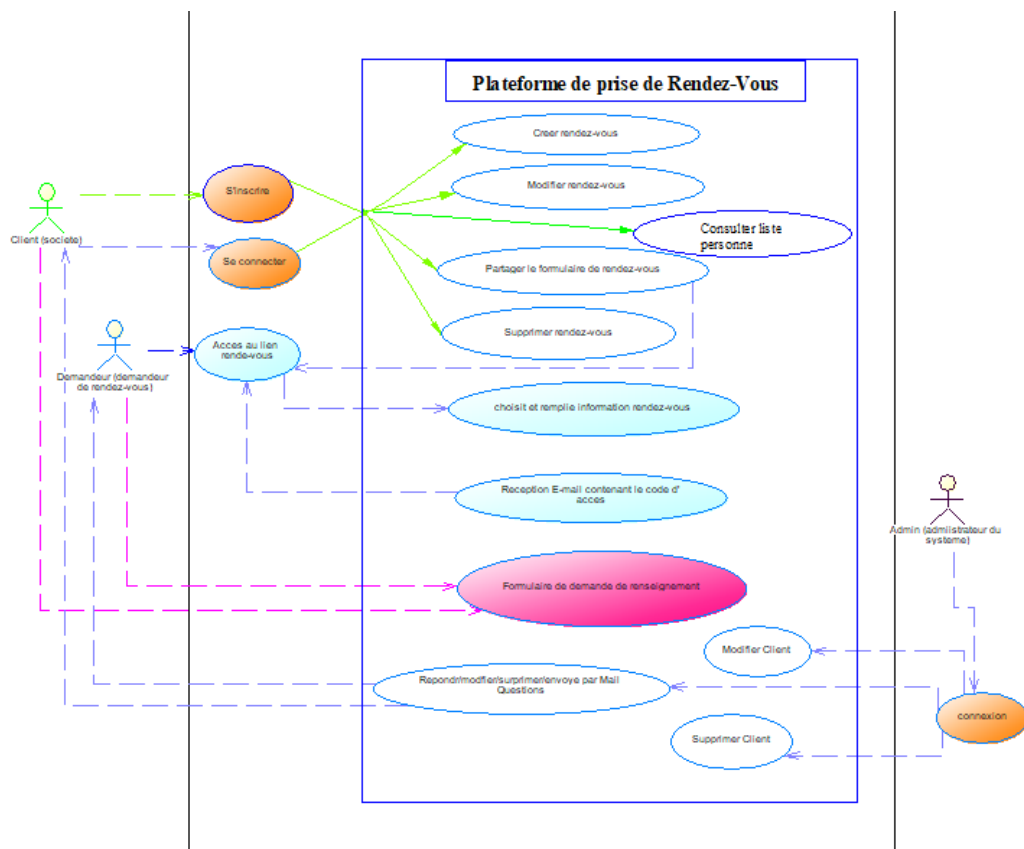 Plateforme de prise de Rendez-Vous
Creer rendez-vous
Modifier rendez-vous
S'inscrire
Consulter liste
personne
Client (societe)
Se connecter
Partager le formulaire de rendez-vous
Supprimer rendez-vous
Acces au lien
rende-vous
Demandeur (demandeur
de rendez-vous)
choisit et remplie information rendez-vous
Reception E-mail contenant le code d'
acces
Admin (admiistrateur du
systeme)
Formulaire de demande de renseignement
Modifier Client
Repondr/modfier/surprimer/envoye par Mail
Questions
connexion
Supprimer Client